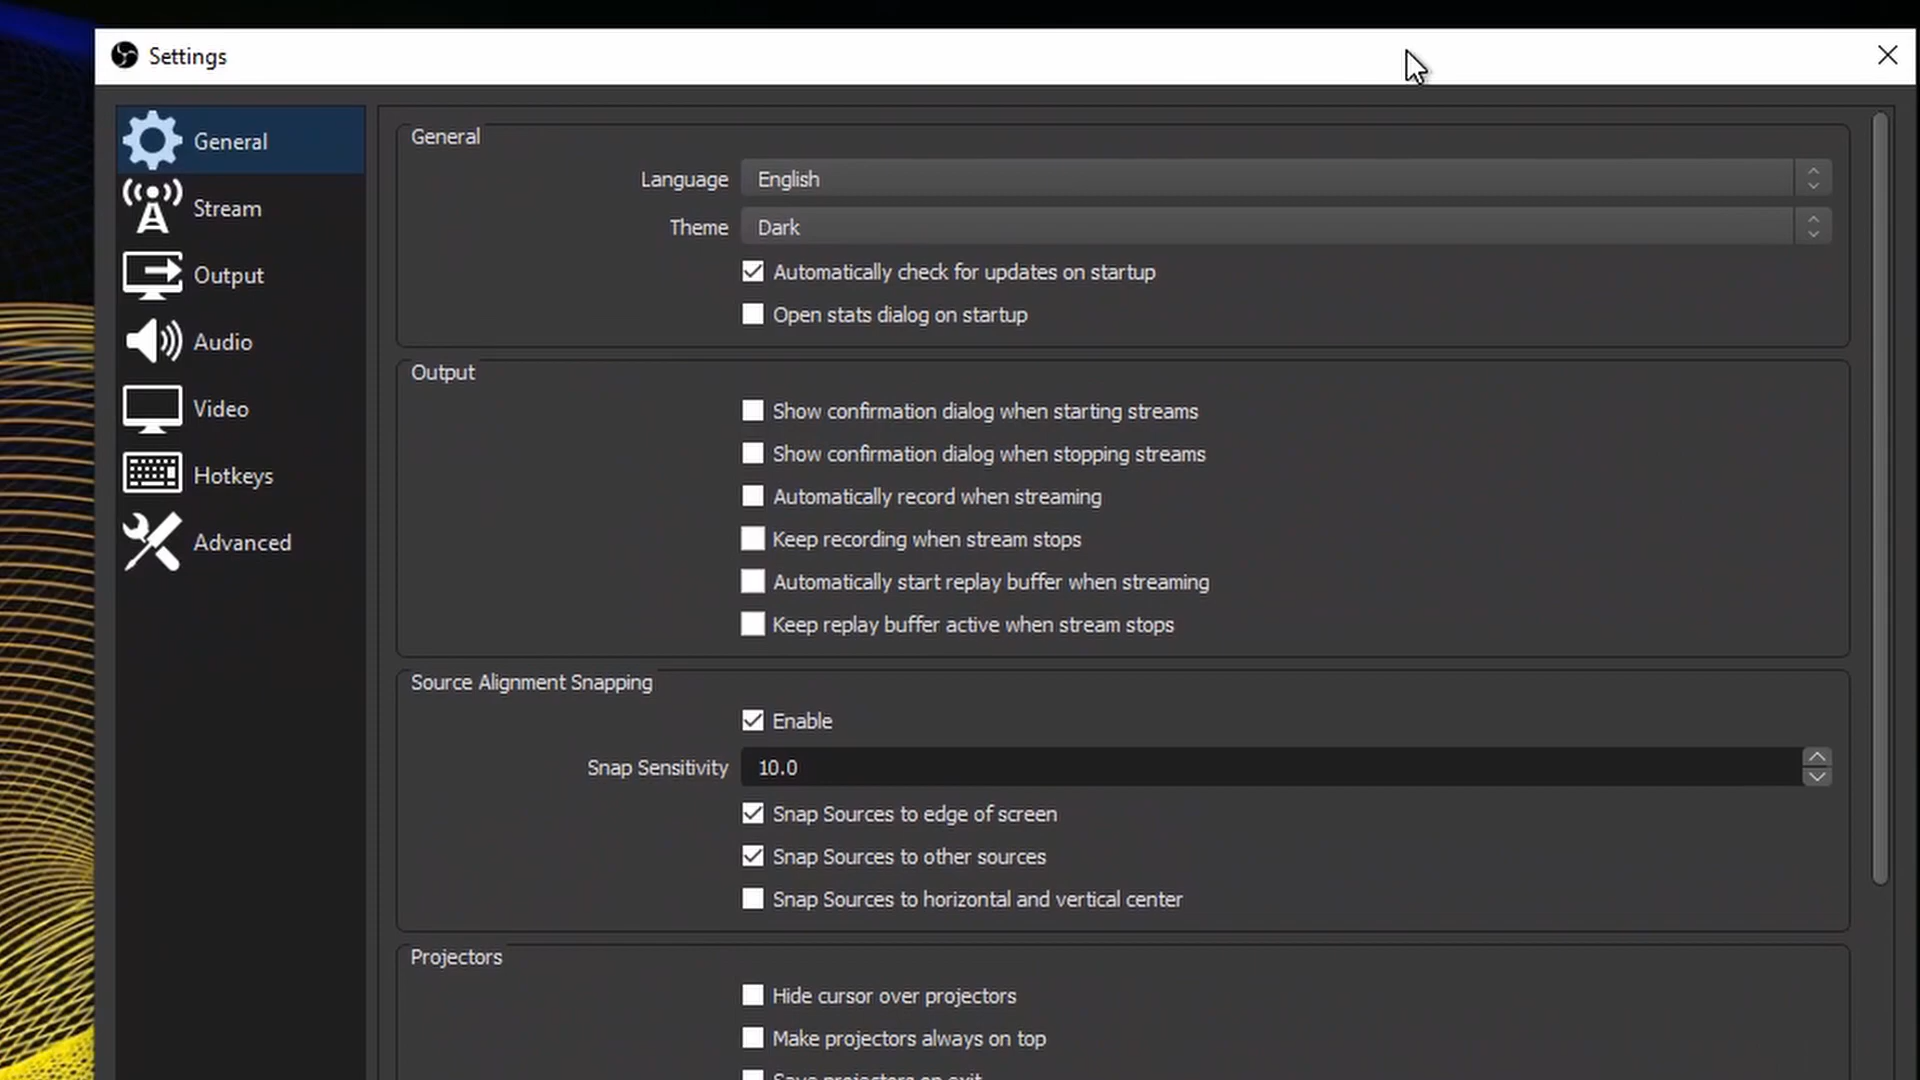 Settings
General
Stream
Output
Audio
Video
Hotkeys
Advanced
General
Language English
Theme Dark
Automatically check for updates on startup
Open stats dialog on startup
Output
Show confirmation dialog when starting streams
Show confirmation dialog when stopping streams
Automatically record when streaming
Keep recording when stream stops
Automatically start replay buffer when streaming
Keep replay buffer active when stream stops
Source Alignment Snapping
Enable
Snap Sensitivity 10.0
Snap Sources to edge of screen
Snap Sources to other sources
Snap Sources to horizontal and vertical center
Projectors
Hide cursor over projectors
Make projectors always on top
Save projectors on exit